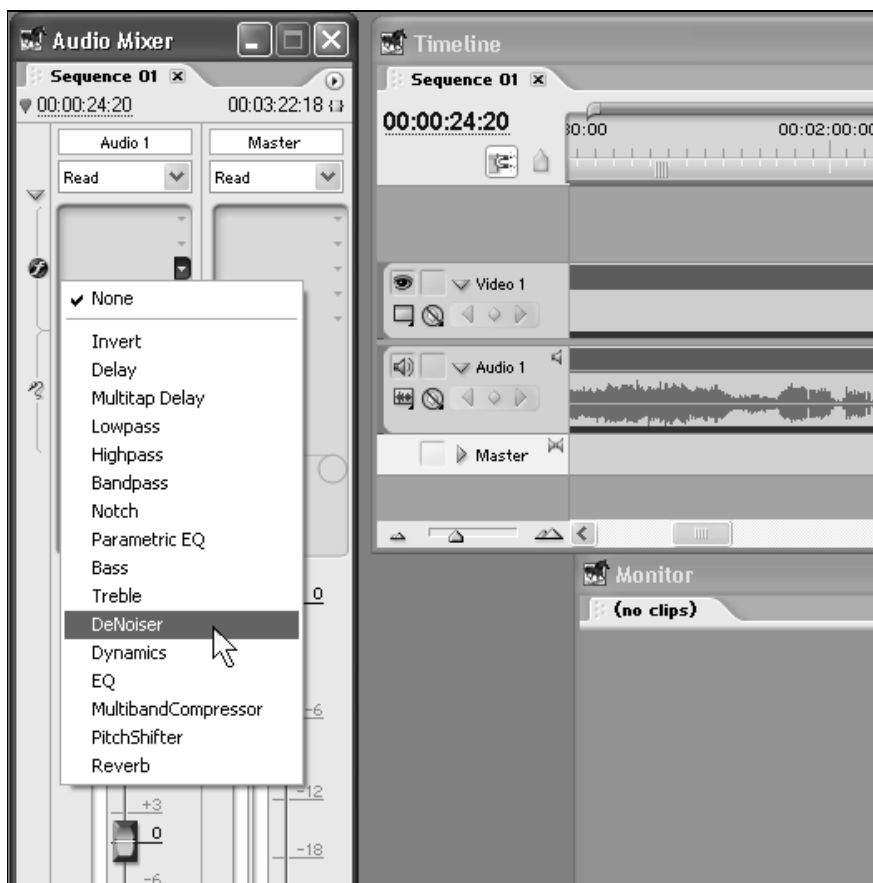 Audio Mixer
Sequence 01
00:00:24:20 00:03:22:18
Audio 1 Master
Read Read
None
Invert
Delay
Multitap Delay
Lowpass
Highpass
Bandpass
Notch
Parametric EQ
Bass
Treble
DeNoiser
Dynamics
EQ
MultibandCompressor
PitchShifter
Reverb
0
-6
-12
-18
+3
0
-6
Timeline
Sequence 01
00:00:24:20
30:00 00:02:00:00
Video 1
Audio 1
Master
Monitor
(no clips)